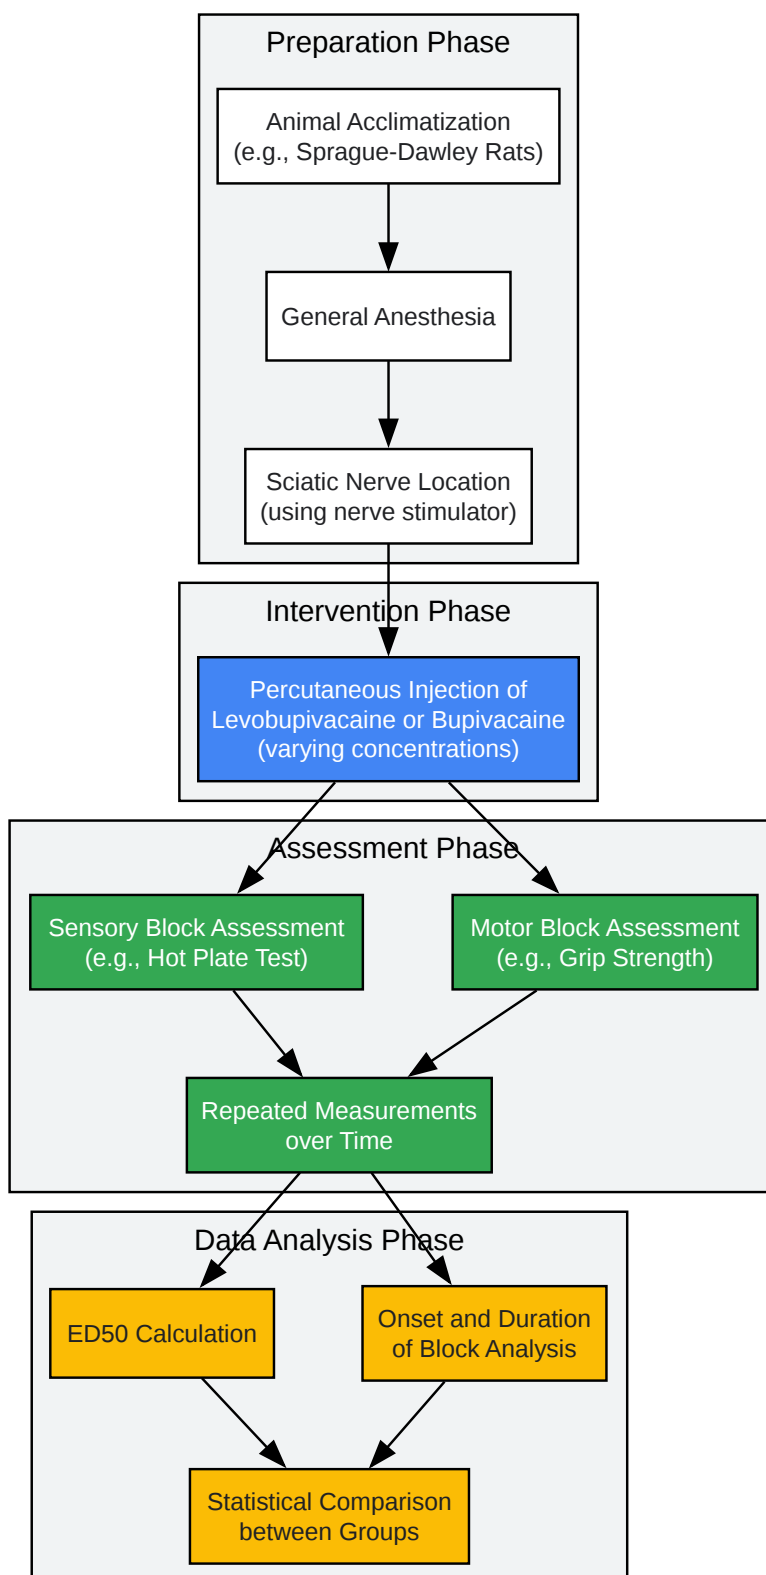 Preparation Phase
Animal Acclimatization
(e.g., Sprague-Dawley Rats)
General Anesthesia
Sciatic Nerve Location
(using nerve stimulator)
Intervention Phase
Percutaneous Injection of
Levobupivacaine or Bupivacaine
(varying concentrations)
Assessment Phase
Sensory Block Assessment
(e.g., Hot Plate Test)
Motor Block Assessment
(e.g., Grip Strength)
Repeated Measurements
over Time
Data Analysis Phase
ED50 Calculation
Onset and Duration
of Block Analysis
Statistical Comparison
between Groups